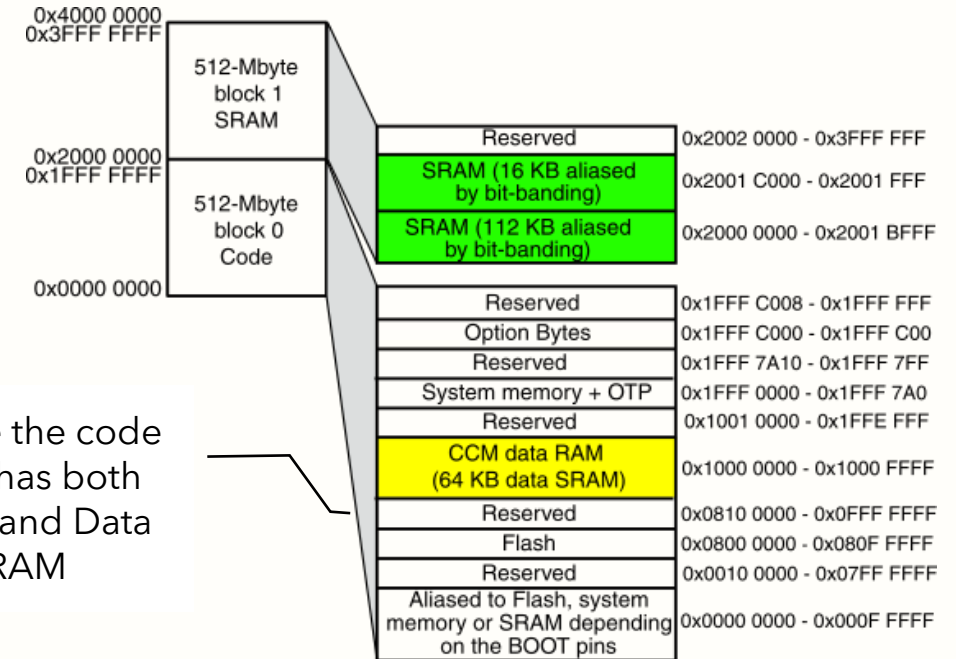 0x4000 0000
0x3FFF FFFF
512-Mbyte
block 1
SRAM
0x2000 0000
0x1FFF FFFF
512-Mbyte
block 0
Code
0x0000 0000
Reserved
0x2002 0000 - 0x3FFF FFF
SRAM (16 KB aliased
by bit-banding)
0x2001 C000 - 0x2001 FFF
SRAM (112 KB aliased
by bit-banding)
0x2000 0000 - 0x2001 BFFF
Reserved
0x1FFF C008 - 0x1FFF FFF
Option Bytes
0x1FFF C000 - 0x1FFF C00
Reserved
0x1FFF 7A10 - 0x1FFF 7FF
System memory + OTP
0x1FFF 0000 - 0x1FFF 7A0
Reserved
0x1001 0000 - 0x1FFE FFF
CCM data RAM
(64 KB data SRAM)
0x1000 0000 - 0x1000 FFFF
Reserved
0x0810 0000 - 0x0FFF FFFF
Flash
0x0800 0000 - 0x080F FFFF
Reserved
0x0010 0000 - 0x07FF FFFF
Aliased to Flash, system
memory or SRAM depending
on the BOOT pins
0x0000 0000 - 0x000F FFFF
the code
has both
and Data
RAM